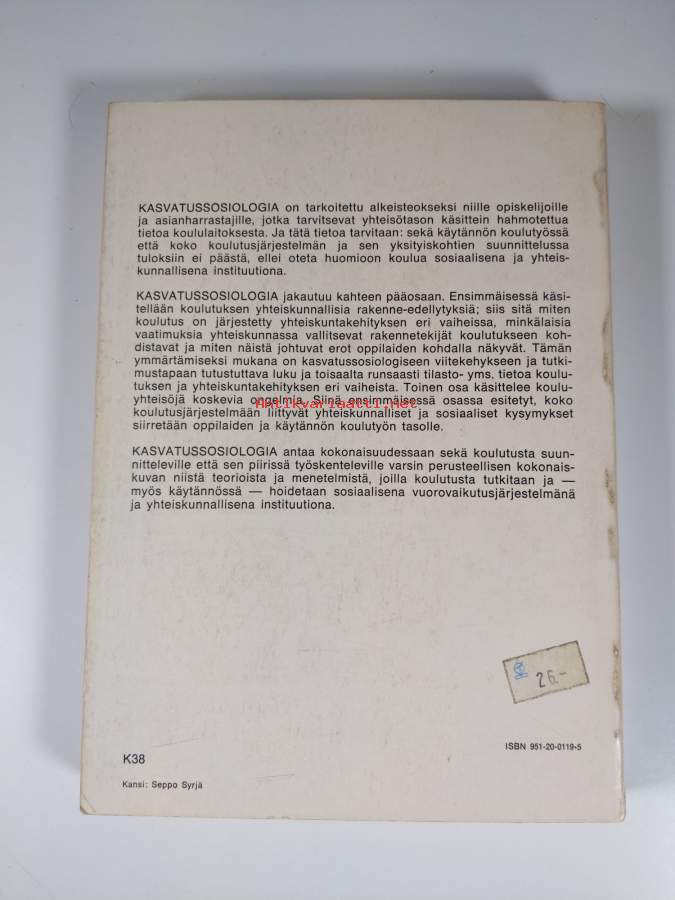 KASVATUSSOSIOLOGIA on tarkoitettu alkeisteokseksi niille opiskelijoille
ja asianharrastajille, jotka tarvitsevat yhteisötason käsittein hahmotettua
tietoa koululaitoksesta. Ja tätä tietoa tarvitaan: sekä käytännön koulutyössä
että koko koulutusjärjestelmän ja sen yksityiskohtien suunnittelussa
tuloksiin ei päästä, ellei oteta huomioon koulua sosiaalisena ja yhteis-
kunnallisena instituutiona.
KASVATUSSOSIOLOGIA jakautuu kahteen pääosaan. Ensimmäisessä käsi-
tellään koulutuksen yhteiskunnallisia rakenne-edellytyksiä; siis sitä miten
koulutus on järjestetty yhteiskuntakehityksen eri vaiheissa, minkälaisia
vaatimuksia yhteiskunnassa vallitsevat rakennetekijät koulutukseen koh-
distavat ja miten näistä johtuvat erot oppilaiden kohdalla näkyvät. Tämän
ymmärtämiseksi mukana on kasvatussosiologiseen viitekehykseen ja tutki-
mustapaan tutustuttava luku ja toisaalta runsaasti tilasto- yms. tietoa koulu-
tuksen ja yhteiskuntakehityksen eri vaiheista. Toinen osa käsittelee koulu-
yhteisöjä koskevia ongelmia. Siinä ensimmäisessä osassa esitetyt, koko
koulutusjärjestelmään liittyvät yhteiskunnalliset ja sosiaaliset kysymykset
siirretään oppilaiden ja käytännön koulutyön tasolle.
KASVATUSSOSIOLOGIA antaa kokonaisuudessaan sekä koulutusta suun-
nitteleville että sen piirissä työskenteleville varsin perusteellisen kokonais-
kuvan niistä teorioista ja menetelmistä, joilla koulutusta tutkitaan ja —
myös käytännössä — hoidetaan sosiaalisena vuorovaikutusjärjestelmänä
ja yhteiskunnallisena instituutiona.
Antikvariaatti.net
26.-
ISBN 951-20-0119-5
K38
Kansi: Seppo Syrjä